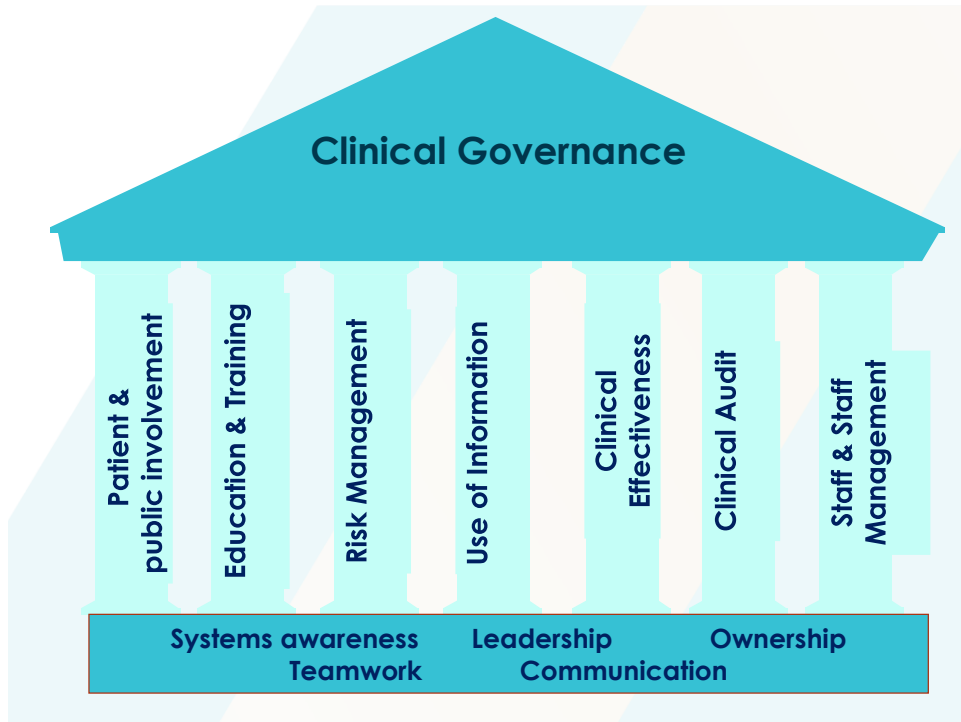 Clinical Governance
Patient &
public involvement
Education & Training
Risk Management
Use of Information
Clinical
Effectiveness
Clinical Audit
Staff & Staff
Management
Systems awareness Leadership Ownership
Teamwork Communication